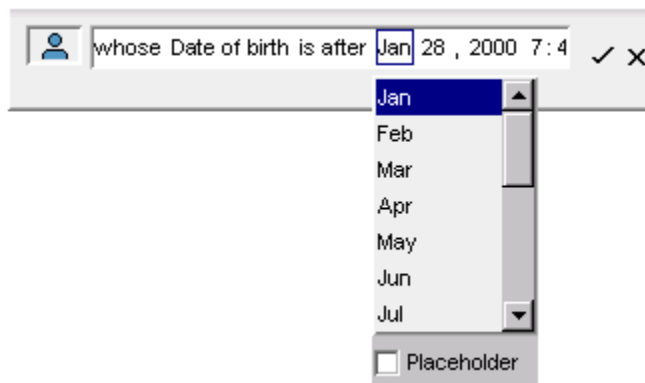 whose Date of birth is after Jan 28 , 2000 7 : 4
Jan
Feb
Mar
Apr
May
Jun
Jul
Placeholder